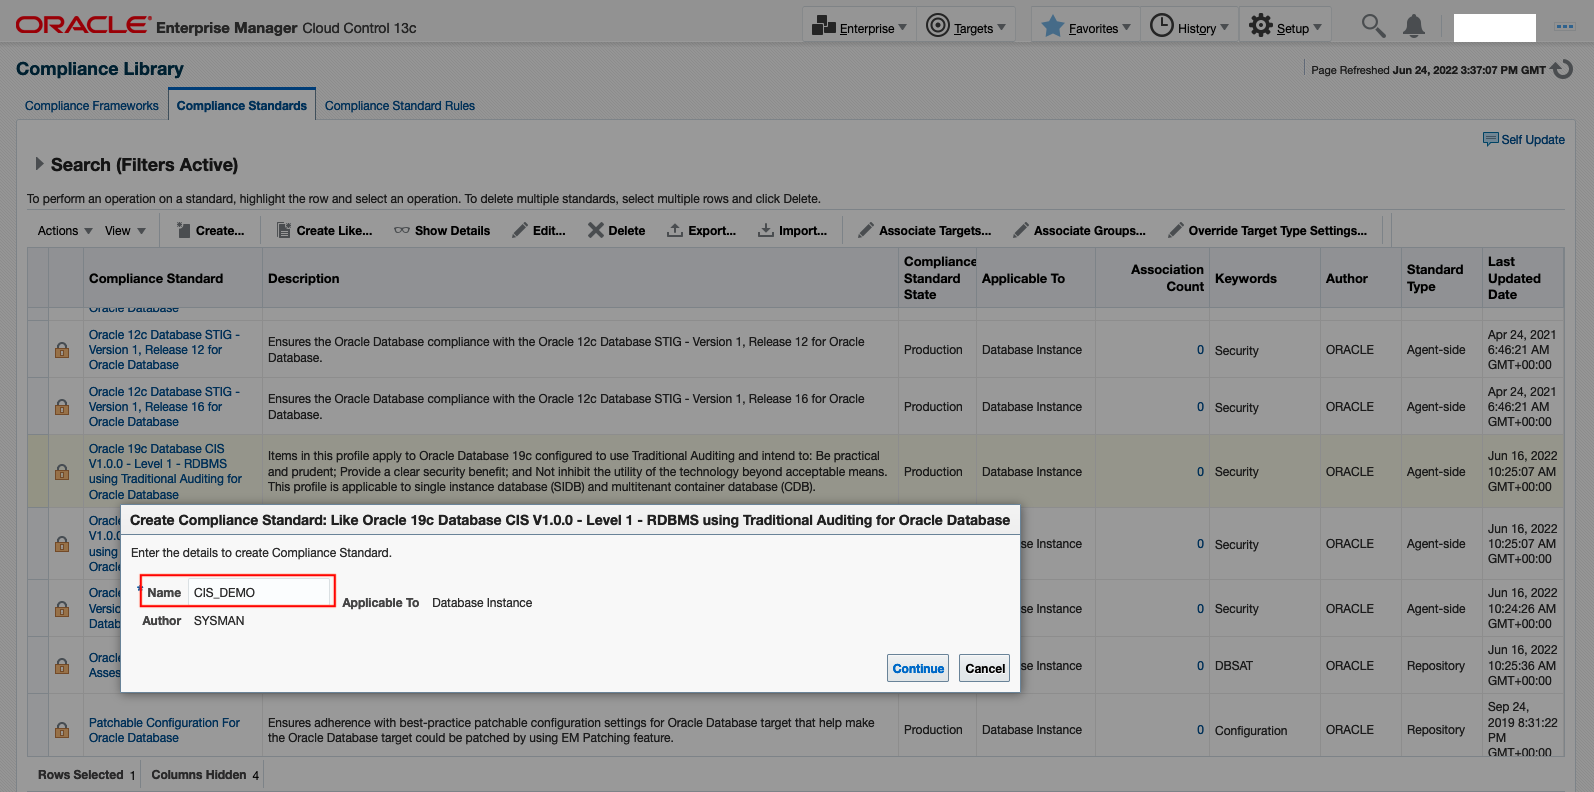 ORACLE Enterprise Manager Cloud Control 13c
Enterprise Targets Favorites History Setup
Compliance Library
Page Refreshed Jun 24, 2022 3:37:07 PM GMT
Compliance Frameworks Compliance Standards Compliance Standard Rules
Self Update
Search (Filters Active)
To perform an operation on a standard, highlight the row and select an operation. To delete multiple standards, select multiple rows and click Delete.
Actions View Create... Create Like... Show Details Edit... Delete Export... Import... Associate Targets... Associate Groups... Override Target Type Settings...
Compliance Standard
Description
Compliance
Standard
State
Applicable To
Association
Count
Keywords
Author
Standard
Type
Last
Updated
Date
Oracle Database
Oracle 12c Database STIG -
Version 1, Release 12 for
Oracle Database
Ensures the Oracle Database compliance with the Oracle 12c Database STIG - Version 1, Release 12 for Oracle
Database.
Production
Database Instance
0
Security
ORACLE
Agent-side
Apr 24, 2021
6:46:21 AM
GMT+00:00
Oracle 12c Database STIG -
Version 1, Release 16 for
Oracle Database
Ensures the Oracle Database compliance with the Oracle 12c Database STIG - Version 1, Release 16 for Oracle
Database.
Production
Database Instance
0
Security
ORACLE
Agent-side
Apr 24, 2021
6:46:21 AM
GMT+00:00
Oracle 19c Database CIS
V1.0.0 - Level 1 - RDBMS
using Traditional Auditing for
Oracle Database
Items in this profile apply to Oracle Database 19c configured to use Traditional Auditing and intend to: Be practical
and prudent; Provide a clear security benefit; and Not inhibit the utility of the technology beyond acceptable means.
This profile is applicable to single instance database (SIDB) and multitenant container database (CDB).
Production
Database Instance
0
Security
ORACLE
Agent-side
Jun 16, 2022
10:25:07 AM
GMT+00:00
Create Compliance Standard: Like Oracle 19c Database CIS V1.0.0 - Level 1 - RDBMS using Traditional Auditing for Oracle Database
Enter the details to create Compliance Standard.
* Name CIS_DEMO
Applicable To Database Instance
Author SYSMAN
Continue Cancel
using
se Instance
0
Security
ORACLE
Agent-side
Jun 16, 2022
10:25:07 AM
GMT+00:00
se Instance
0
Security
ORACLE
Agent-side
Jun 16, 2022
10:24:26 AM
GMT+00:00
se Instance
0
DBSAT
ORACLE
Repository
Jun 16, 2022
10:25:36 AM
GMT+00:00
Patchable Configuration For
Oracle Database
Ensures adherence with best-practice patchable configuration settings for Oracle Database target that help make
the Oracle Database target could be patched by using EM Patching feature.
Production
Database Instance
0
Configuration
ORACLE
Repository
Sep 24,
2019 8:31:22
PM
GMT+00:00
Rows Selected 1 Columns Hidden 4